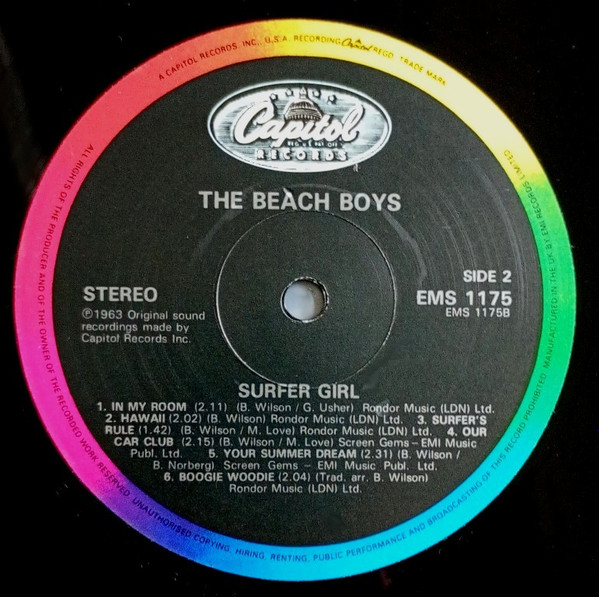 A CAPITOL RECORDS, INC., U.S.A. RECORDING Capitol REGD. TRADE MARK
MANUFACTURED IN THE UK BY EMI RECORDS LIMITED
ALL RIGHTS OF THE PRODUCER AND OF THE OWNER OF THE RECORDED WORK RESERVED. UNAUTHORISED COPYING, HIRING, RENTING, PUBLIC PERFORMANCE AND BROADCASTING OF THIS RECORD PROHIBITED.
Capitol
RECORDS
THE BEACH BOYS
STEREO
℗1963 Original sound
recordings made by
Capitol Records Inc.
SIDE 2
EMS 1175
EMS 1175B
SURFER GIRL
1. IN MY ROOM (2.11) (B. Wilson / G. Usher) Rondor Music (LDN) Ltd.
2. HAWAII (2.02) (B. Wilson) Rondor Music (LDN) Ltd. 3. SURFER'S
RULE (1.42) (B. Wilson / M. Love) Rondor Music (LDN) Ltd. 4. OUR
CAR CLUB (2.15) (B. Wilson / M. Love) Screen Gems – EMI Music
Publ. Ltd. 5. YOUR SUMMER DREAM (2.31) (B. Wilson /
B. Norberg) Screen Gems – EMI Music Publ. Ltd.
6. BOOGIE WOODIE (2.04) (Trad. arr. B. Wilson)
Rondor Music (LDN) Ltd.